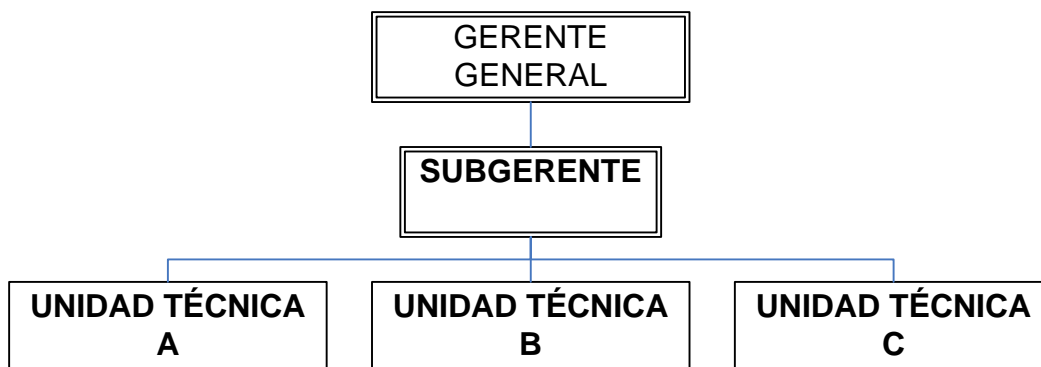 GERENTE
GENERAL
SUBGERENTE
UNIDAD TÉCNICA
A
UNIDAD TÉCNICA
B
UNIDAD TÉCNICA
C